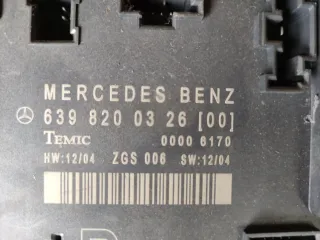 MERCEDES BENZ
639 820 03 26 [00]
TEMIC 0000 6170
HW:12/04 ZGS 006 SW:12/04